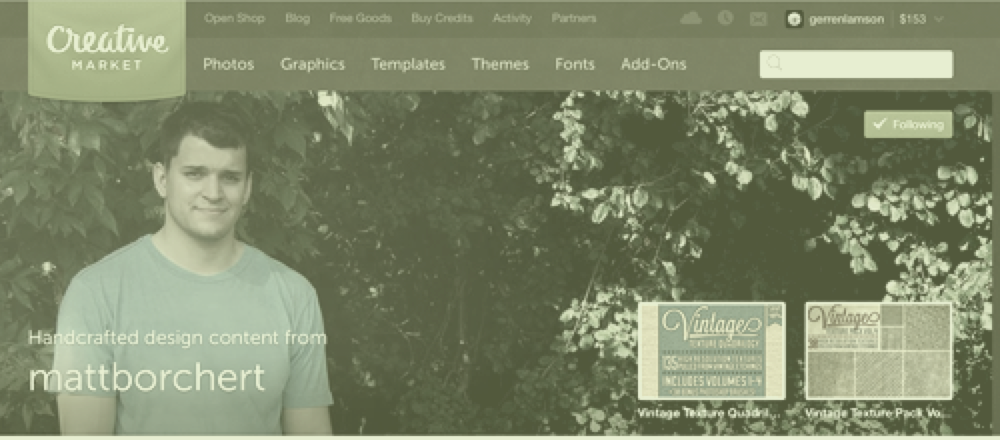 Open Shop Blog Free Goods Buy Credits Activity Partners gerrenlamson $153
Creative
MARKET
Photos Graphics Templates Themes Fonts Add-Ons
Following
Handcrafted design content from
mattborchert
Vintage
TEXTURE QUADRILOGY
135 HIGH RESOLUTION TEXTURES
INCLUDES VOLUMES 1-4
Vintage
Vintage Texture Quadril...
Vintage Texture Pack Vo...